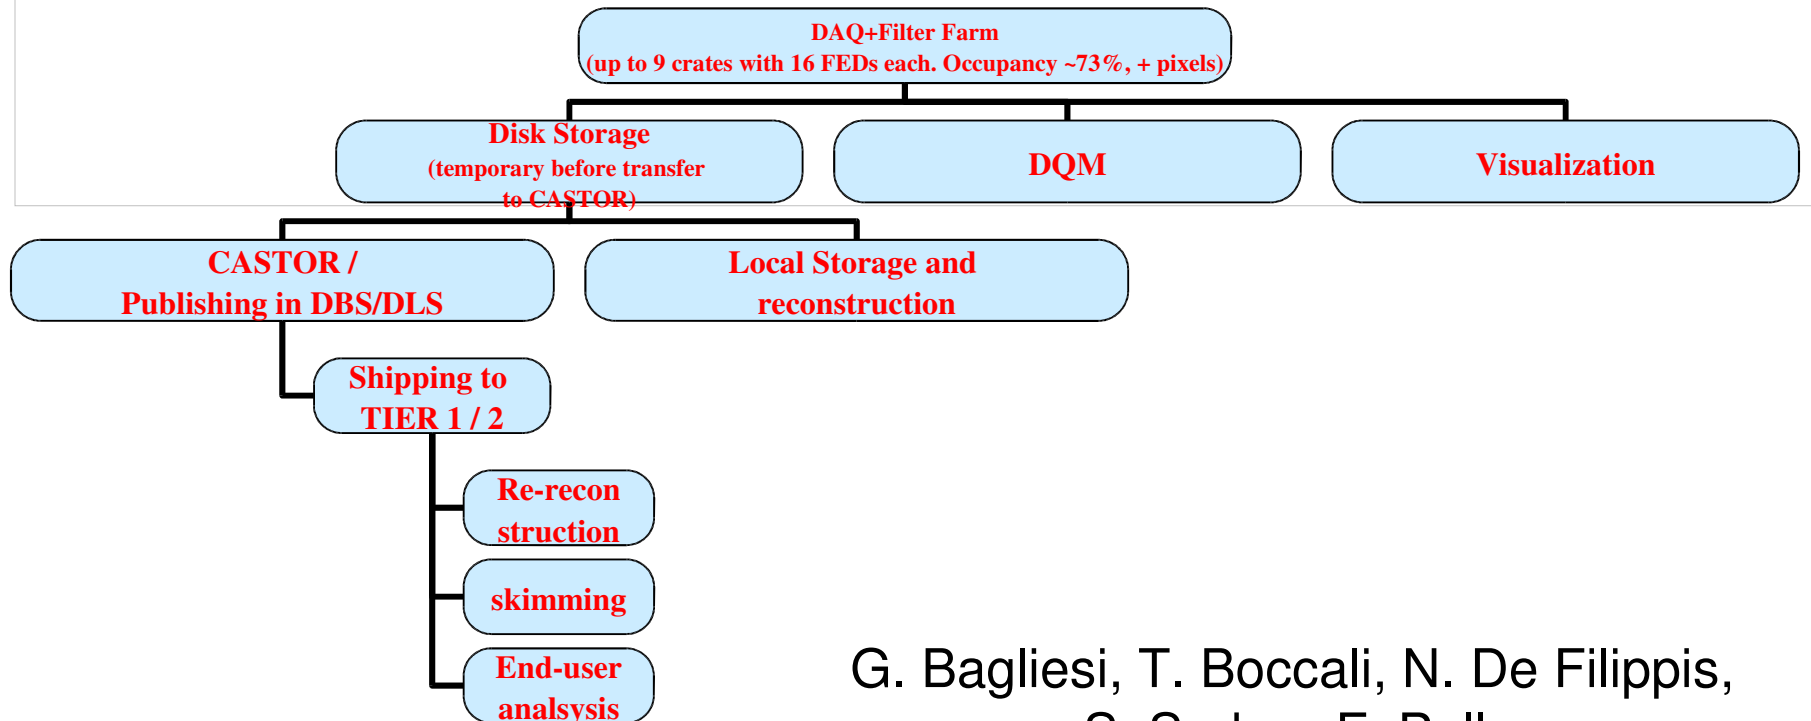 DAQ+Filter Farm
(up to 9 crates with 16 FEDs each. Occupancy ~73%, + pixels)
Disk Storage
(temporary before transfer
to CASTOR)
DQM
Visualization
CASTOR /
Publishing in DBS/DLS
Local Storage and
reconstruction
Shipping to
TIER 1 / 2
Re-recon
struction
skimming
End-user
analsysis
G. Bagliesi, T. Boccali, N. De Filippis,